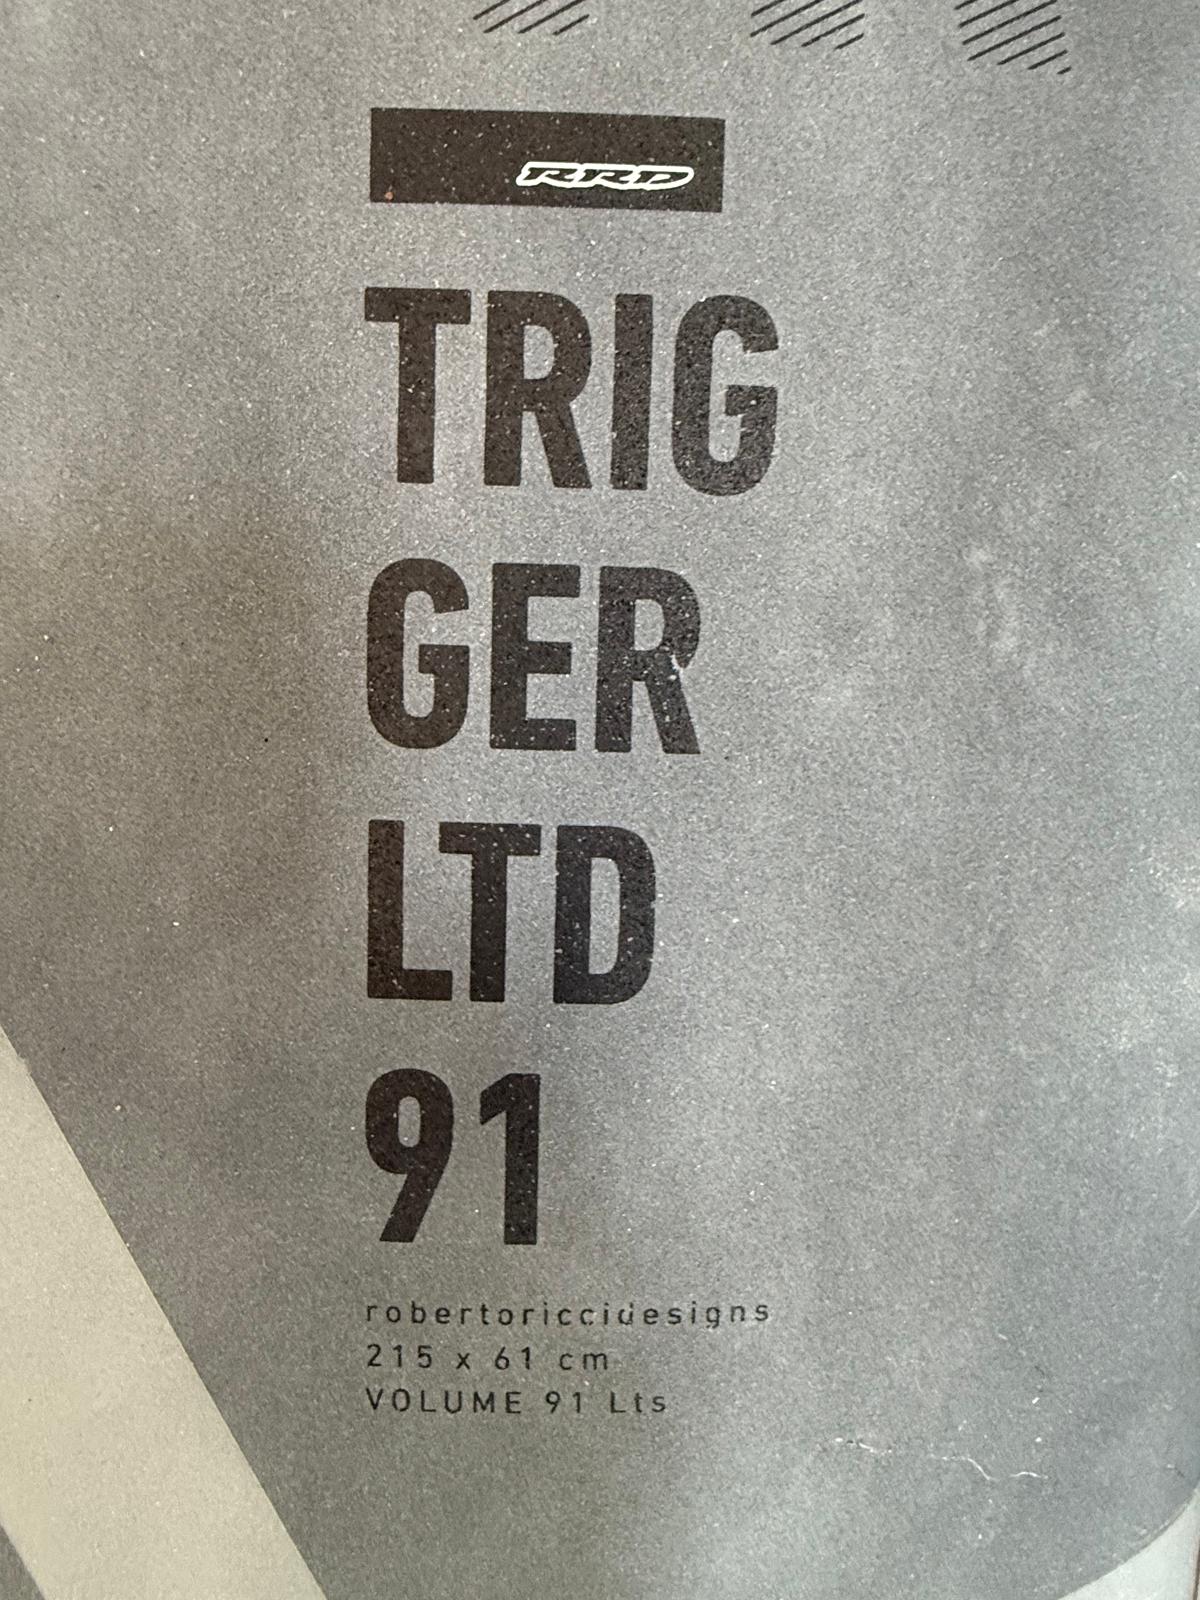 RRD
TRIG
GER
LTD
91
robertoriccidesigns
215 x 61 cm
VOLUME 91 Lts